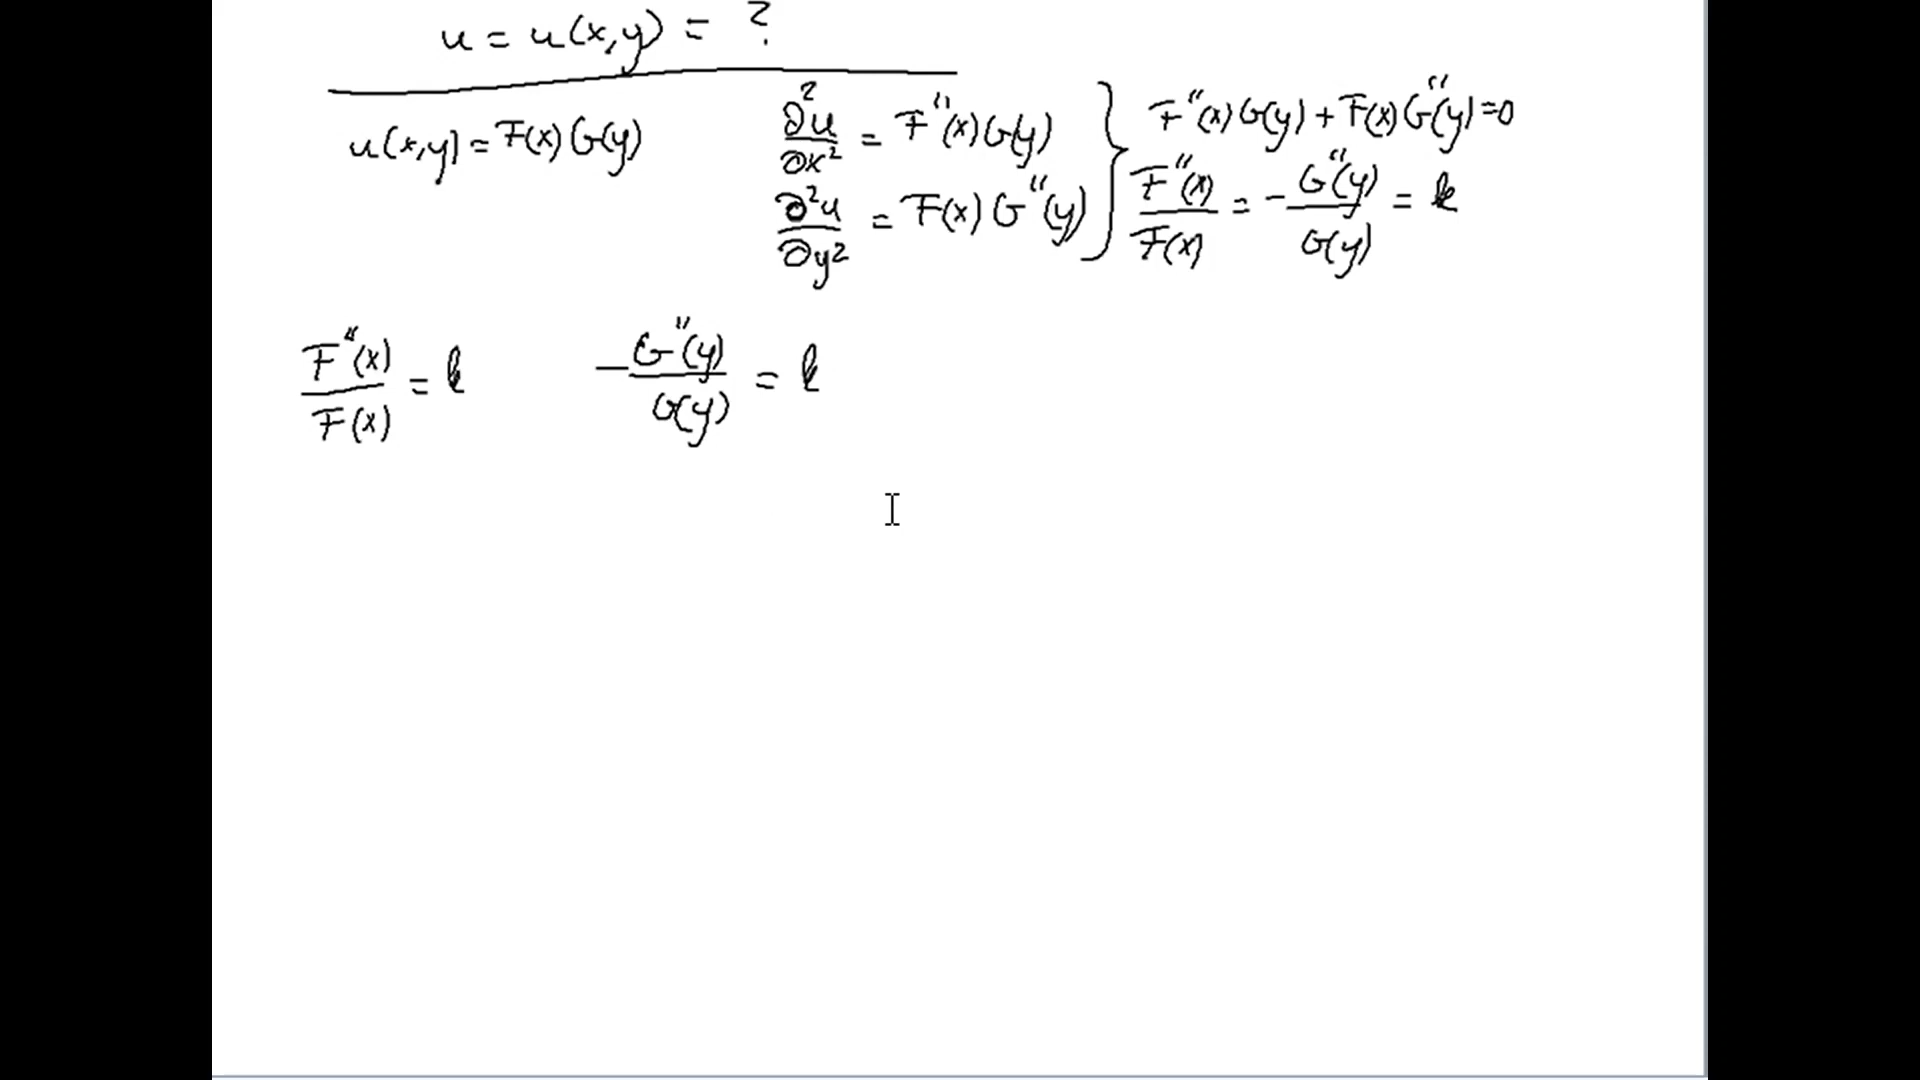 u = u(x,y) = ?
u(x,y) = F(x) G(y)
∂²u/∂x² = F''(x) G(y)
∂²u/∂y² = F(x) G''(y)
} F''(x) G(y) + F(x) G''(y) = 0
F''(x)/F(x) = - G''(y)/G(y) = k
F''(x)/F(x) = k
- G''(y)/G(y) = k